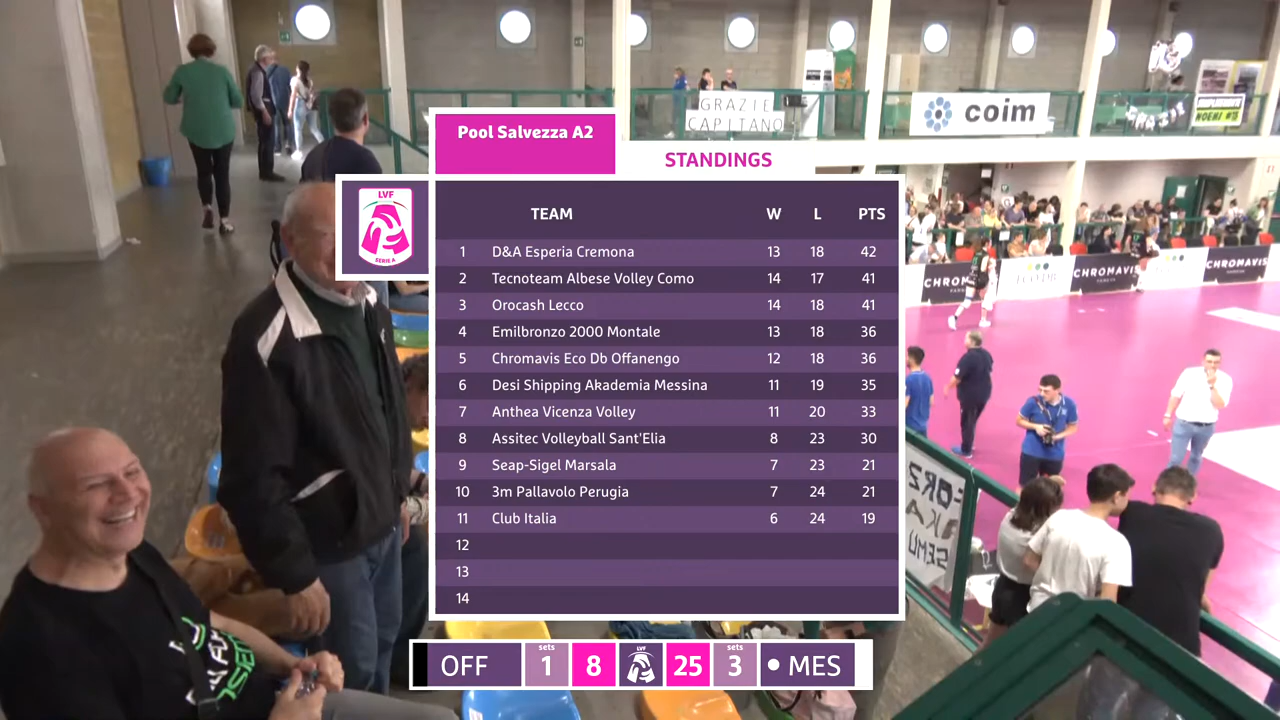 GRAZIE
CAPITANO
coim
Pool Salvezza A2
STANDINGS
LVF
SERIE A
TEAM W L PTS
1 D&A Esperia Cremona 13 18 42
2 Tecnoteam Albese Volley Como 14 17 41
3 Orocash Lecco 14 18 41
4 Emilbronzo 2000 Montale 13 18 36
5 Chromavis Eco Db Offanengo 12 18 36
6 Desi Shipping Akademia Messina 11 19 35
7 Anthea Vicenza Volley 11 20 33
8 Assitec Volleyball Sant'Elia 8 23 30
9 Seap-Sigel Marsala 7 23 21
10 3m Pallavolo Perugia 7 24 21
11 Club Italia 6 24 19
12
13
14
CHROMAVIS
CHROMAVIS
OFF sets 1 8 LVF 25 sets 3 MES